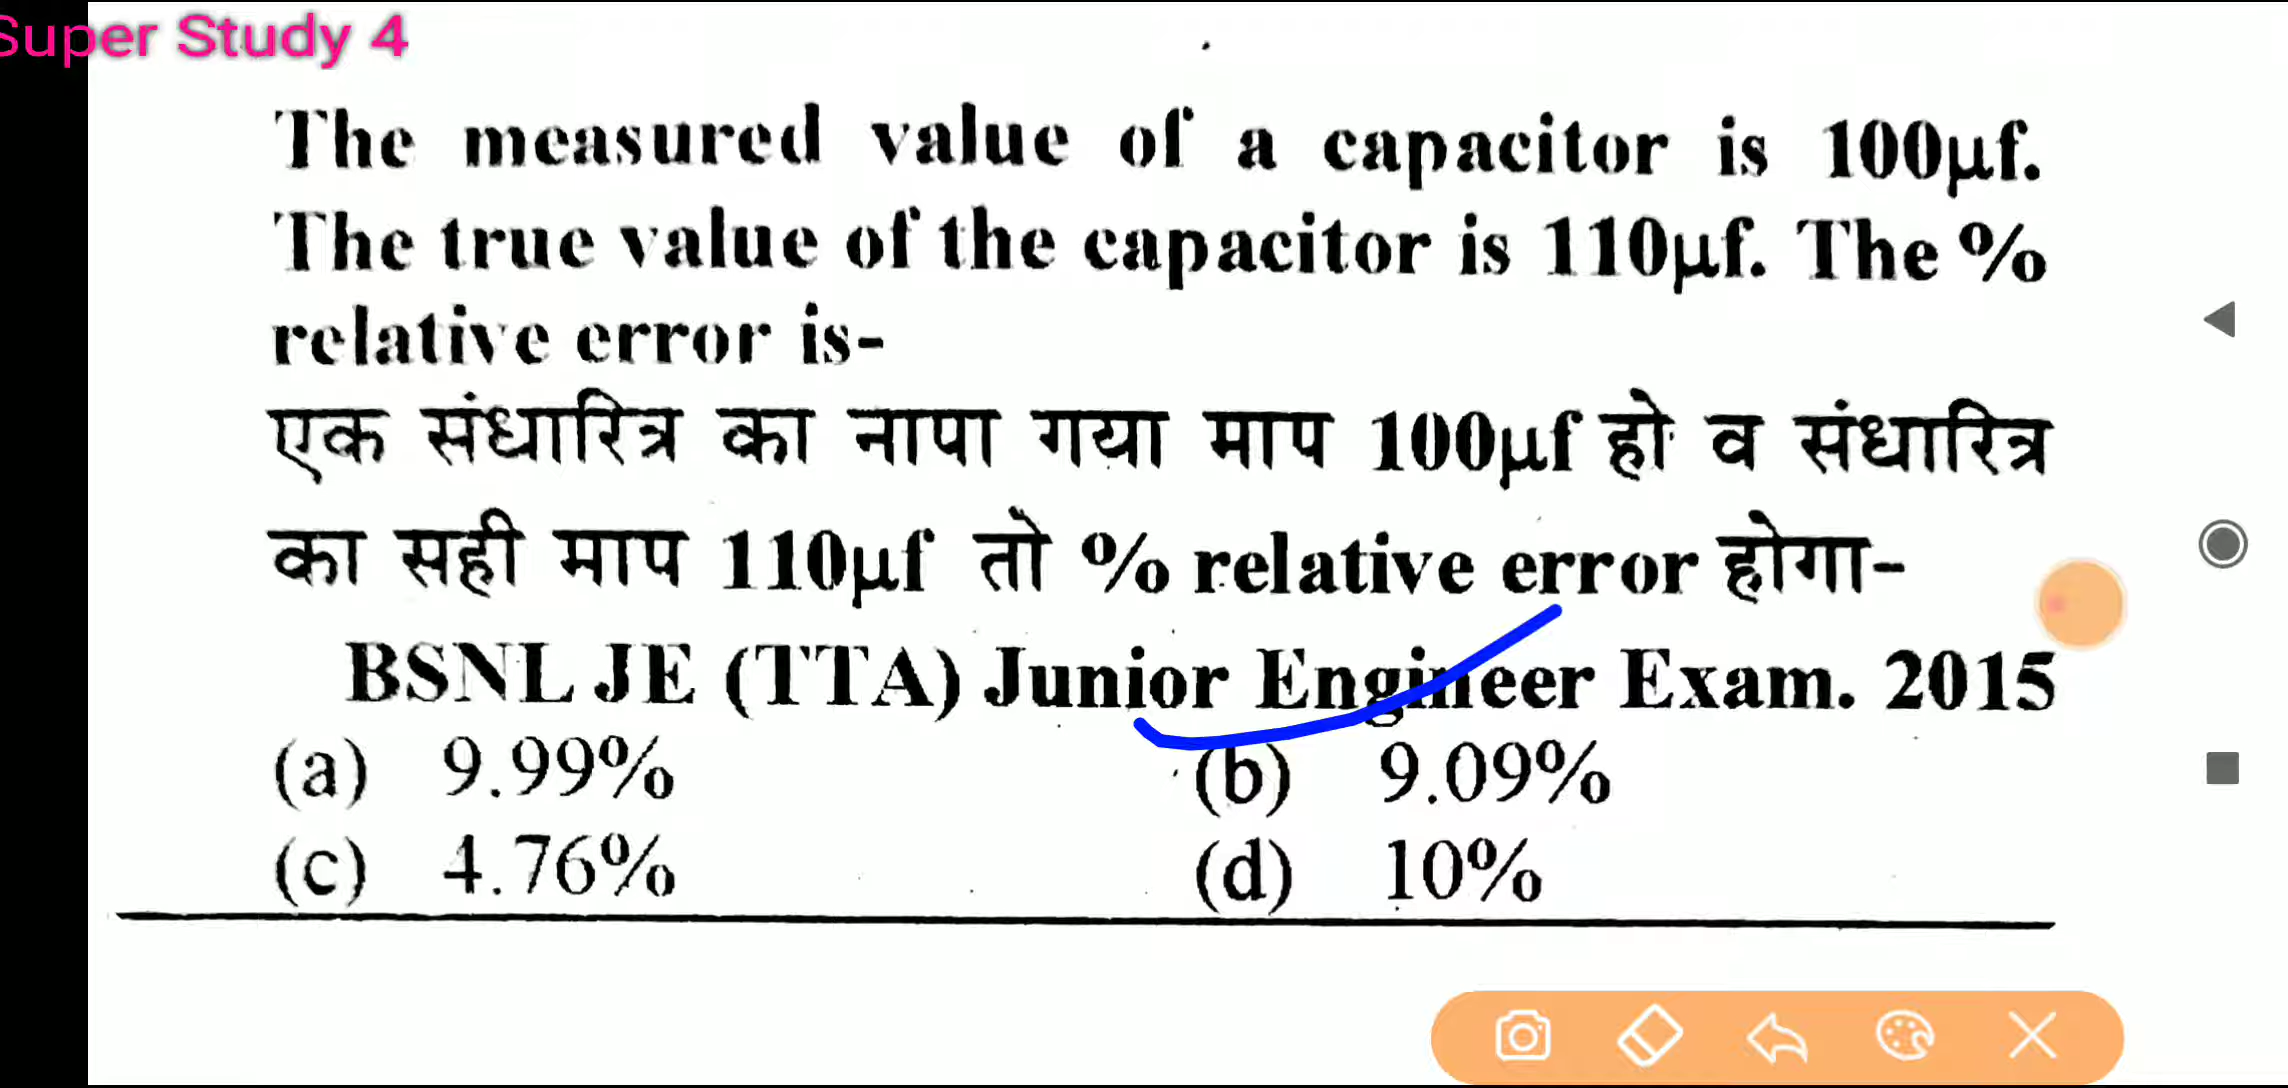 Super Study 4
The measured value of a capacitor is 100μf.
The true value of the capacitor is 110μf. The %
relative error is-
एक संधारित्र का नापा गया माप 100μf हो व संधारित्र
का सही माप 110μf तो % relative error होगा-
BSNL JE (TTA) Junior Engineer Exam. 2015
(a) 9.99% (b) 9.09%
(c) 4.76% (d) 10%